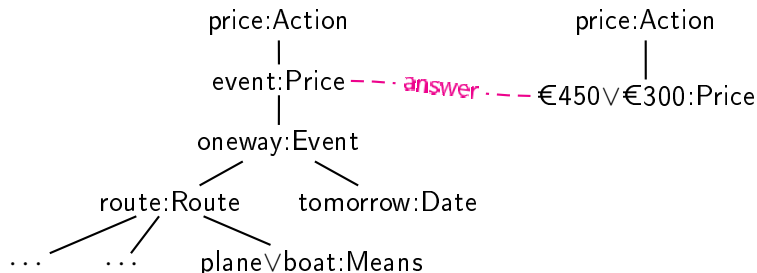 price:Action price:Action
event:Price answer €450∨€300:Price
oneway:Event
route:Route tomorrow:Date
... ... plane∨boat:Means